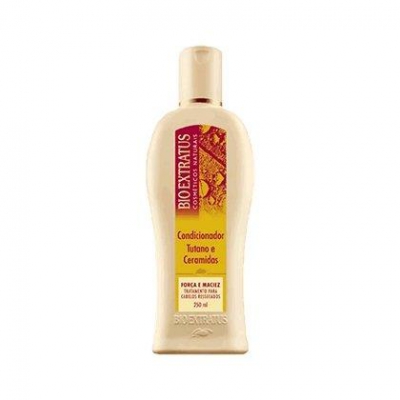 BIO EXTRATUS
COSMÉTICOS NATURAIS
Condicionador
Tutano e
Ceramidas
FORÇA E MACIEZ
TRATAMENTO PARA
CABELOS RESSECADOS
250 ml
BIO EXTRATUS